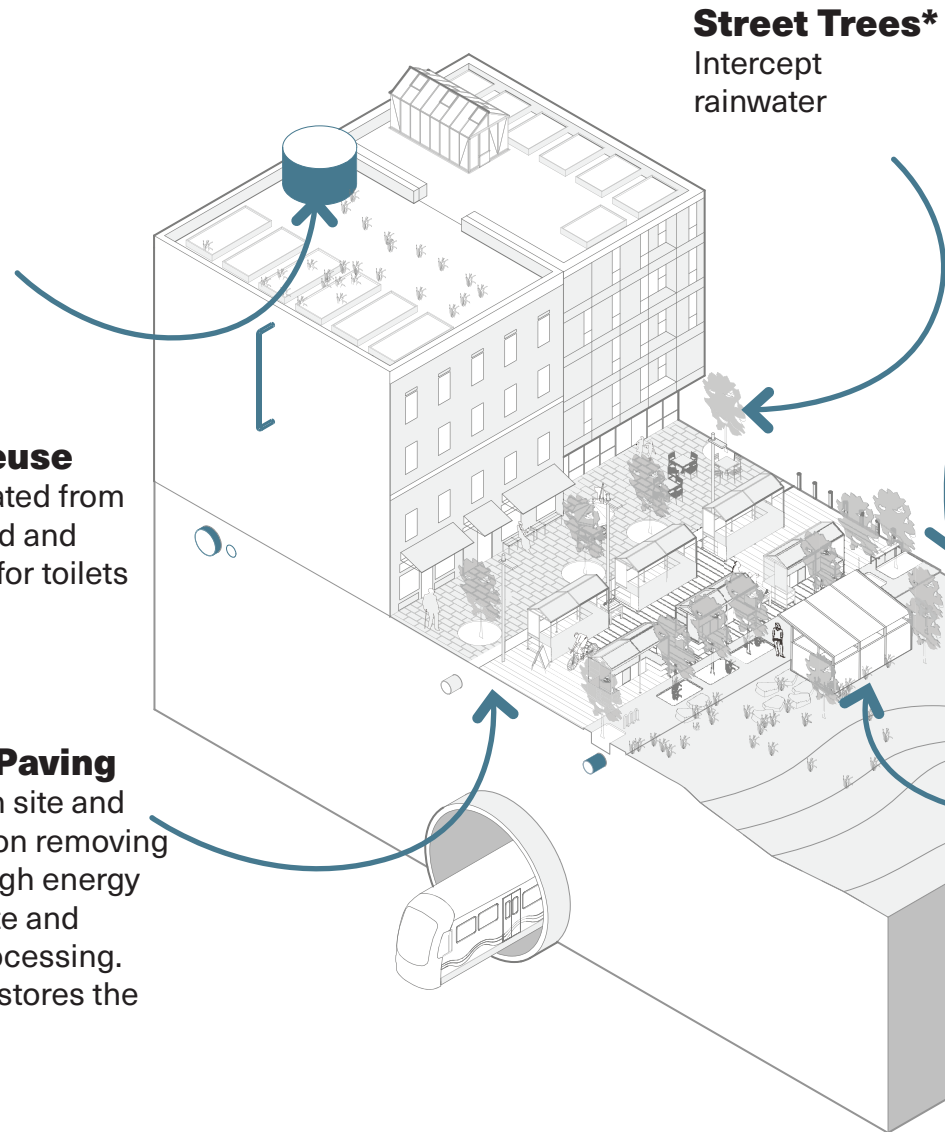 Street Trees*
Intercept
rainwater
euse
ated from
d and
for toilets
Paving
n site and
on removing
gh energy
te and
ocessing.
stores the